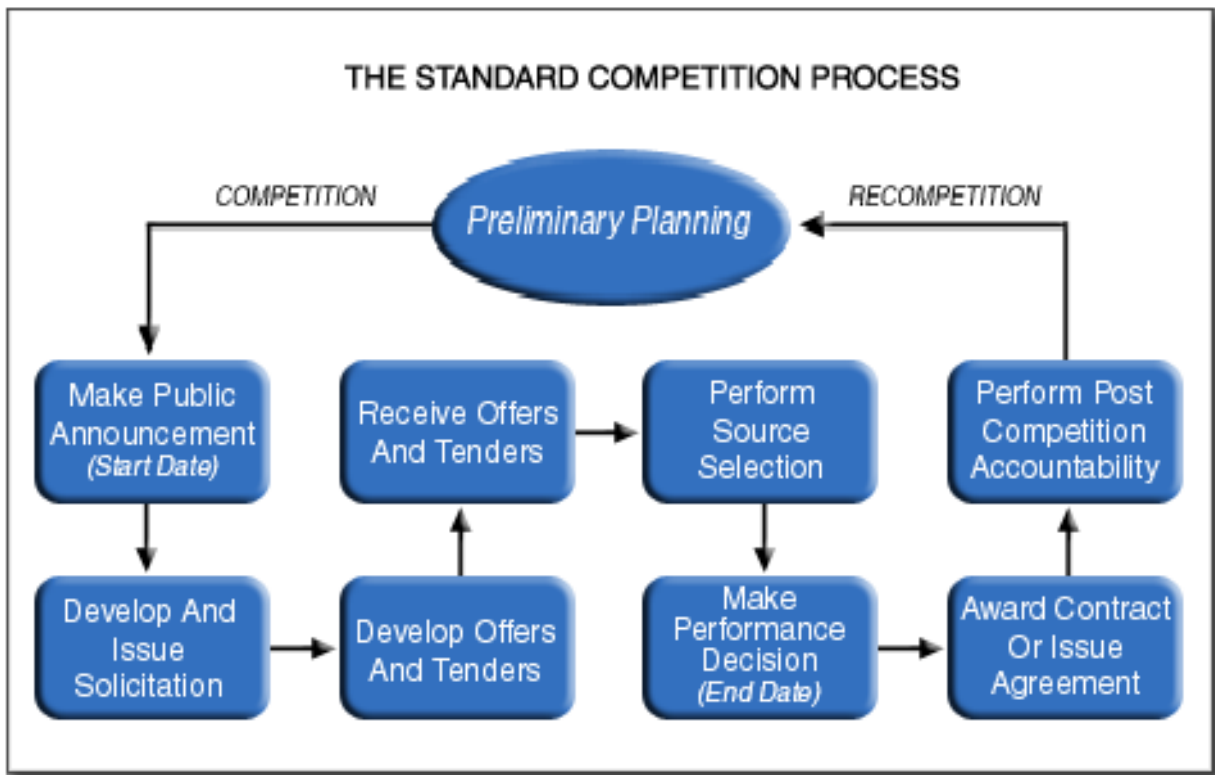 THE STANDARD COMPETITION PROCESS
COMPETITION
Preliminary Planning
RECOMPETITION
Make Public
Announcement
(Start Date)
Develop And
Issue
Solicitation
Develop Offers
And Tenders
Receive Offers
And Tenders
Perform
Source
Selection
Make
Performance
Decision
(End Date)
Award Contract
Or Issue
Agreement
Perform Post
Competition
Accountability